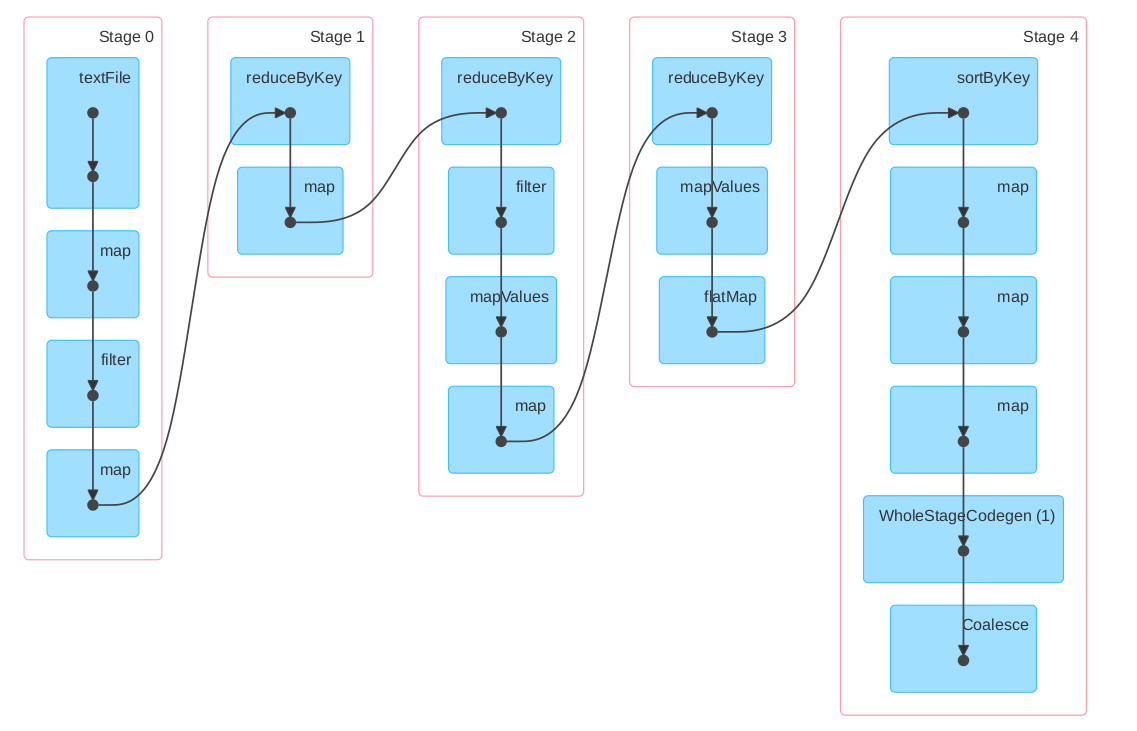 Stage 0
textFile
map
filter
map
Stage 1
reduceByKey
map
Stage 2
reduceByKey
filter
mapValues
map
Stage 3
reduceByKey
mapValues
flatMap
Stage 4
sortByKey
map
map
map
WholeStageCodegen (1)
Coalesce